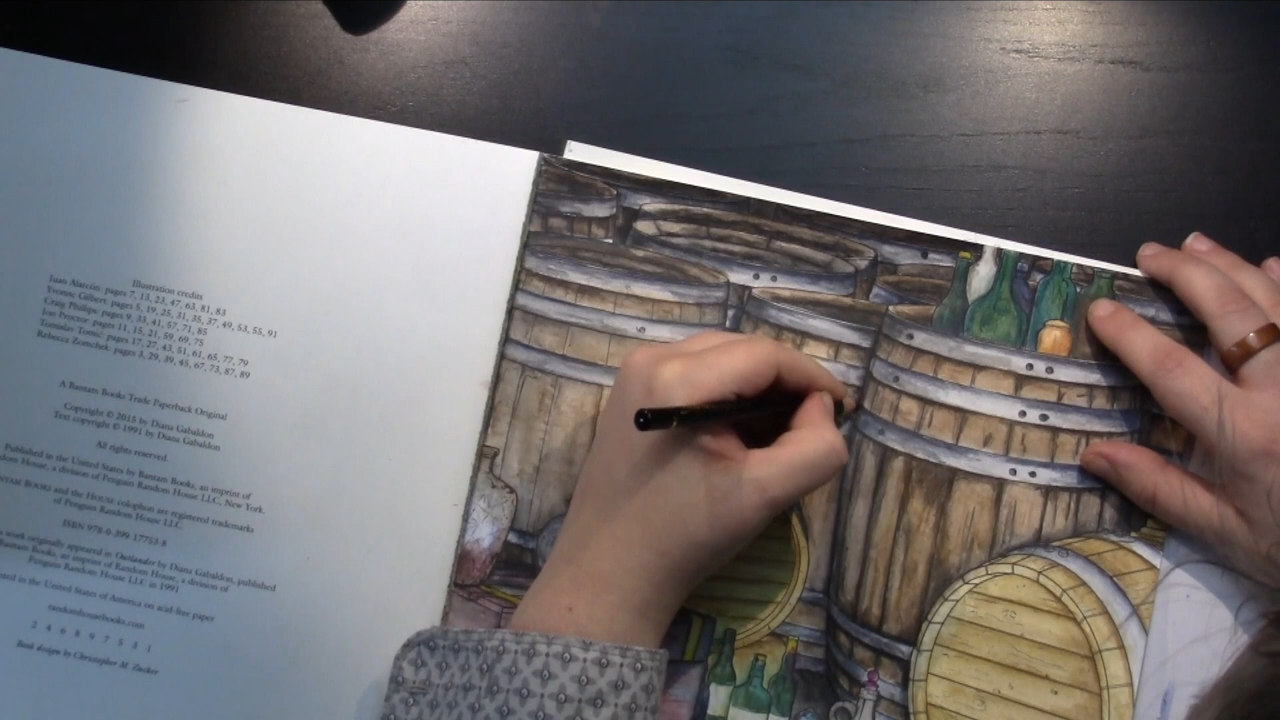 Illustration credits
Juan Alarcón: pages 7, 13, 23, 47, 63, 81, 83
Yvonne Gilbert: pages 5, 19, 25, 31, 35, 37, 49, 53, 55, 91
Craig Phillips: pages 9, 33, 41, 57, 71, 85
Jon Proctor: pages 11, 15, 21, 59, 69, 75
Tomislav Tomic: pages 17, 27, 43, 51, 61, 65, 77, 79
Rebecca Zomchek: pages 3, 29, 39, 45, 67, 73, 87, 89
A Bantam Books Trade Paperback Original
Copyright © 2015 by Diana Gabaldon
Text copyright © 1991 by Diana Gabaldon
All rights reserved.
Published in the United States by Bantam Books, an imprint of
House, a division of Penguin Random House LLC, New York.
BOOKS and the HOUSE colophon are registered trademarks
of Penguin Random House LLC.
ISBN 978-0-399-17753-8
work originally appeared in Outlander by Diana Gabaldon, published
Bantam Books, an imprint of Random House, a division of
Penguin Random House LLC in 1991
in the United States of America on acid-free paper
randomhousebooks.com
2 4 6 8 9 7 5 3 1
Book design by Christopher M. Zucker